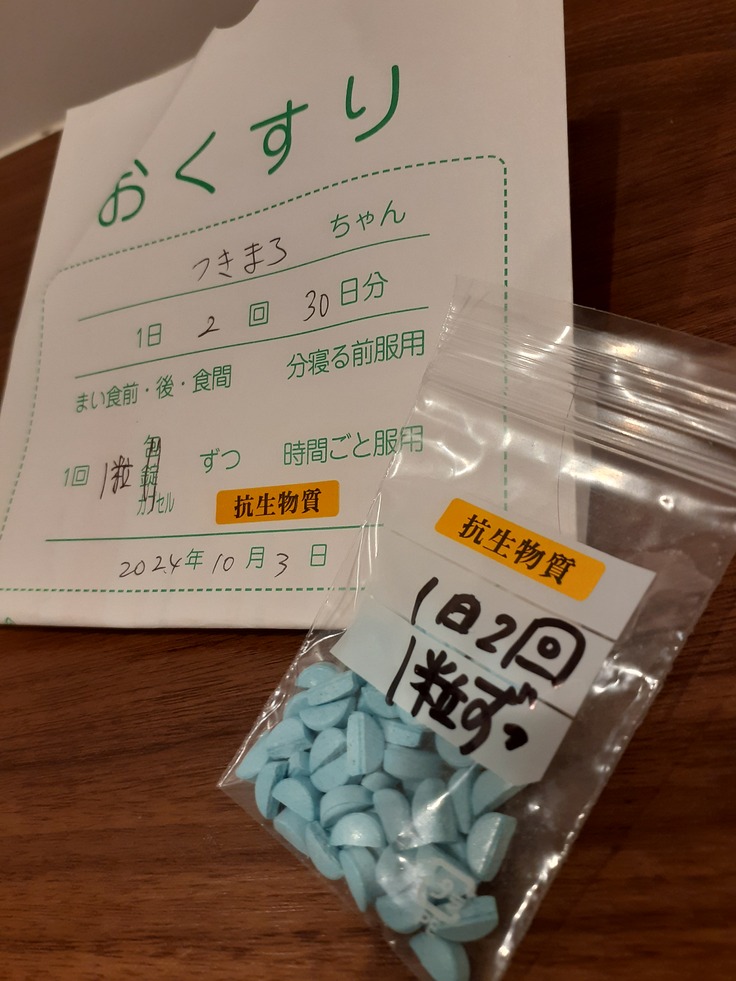 おくすり
つきまろ ちゃん
1日 2 回 30 日分
まい食前・後・食間 分寝る前服用
1回 1粒 包 錠 カプセル ずつ 時間ごと服用
抗生物質
2024年 10月 3日
抗生物質
1日2回
1粒ずつ